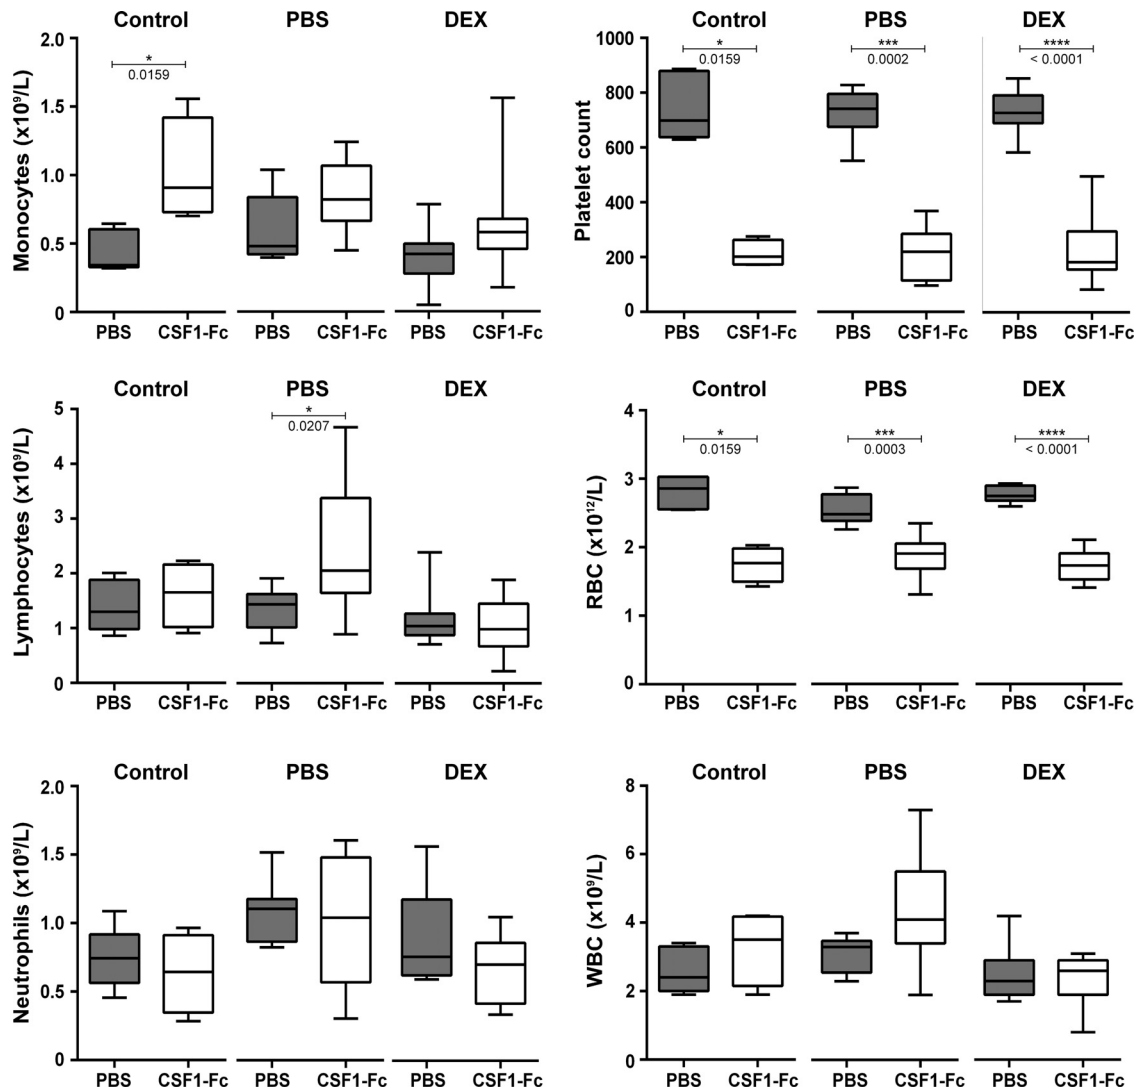 Control PBS DEX
Monocytes (x10⁹/L)
2.0
1.5
1.0
0.5
0
*
0.0159
PBS CSF1-Fc PBS CSF1-Fc PBS CSF1-Fc
Control PBS DEX
Platelet count
1000
800
600
400
200
0
* *** ****
0.0159 0.0002 < 0.0001
PBS CSF1-Fc PBS CSF1-Fc PBS CSF1-Fc
Control PBS DEX
Lymphocytes (x10⁹/L)
5
4
3
2
1
0
*
0.0207
PBS CSF1-Fc PBS CSF1-Fc PBS CSF1-Fc
Control PBS DEX
RBC (x10¹²/L)
4
3
2
1
0
* *** ****
0.0159 0.0003 < 0.0001
PBS CSF1-Fc PBS CSF1-Fc PBS CSF1-Fc
Control PBS DEX
Neutrophils (x10⁹/L)
2.0
1.5
1.0
0.5
0
PBS CSF1-Fc PBS CSF1-Fc PBS CSF1-Fc
Control PBS DEX
WBC (x10⁹/L)
8
6
4
2
0
PBS CSF1-Fc PBS CSF1-Fc PBS CSF1-Fc